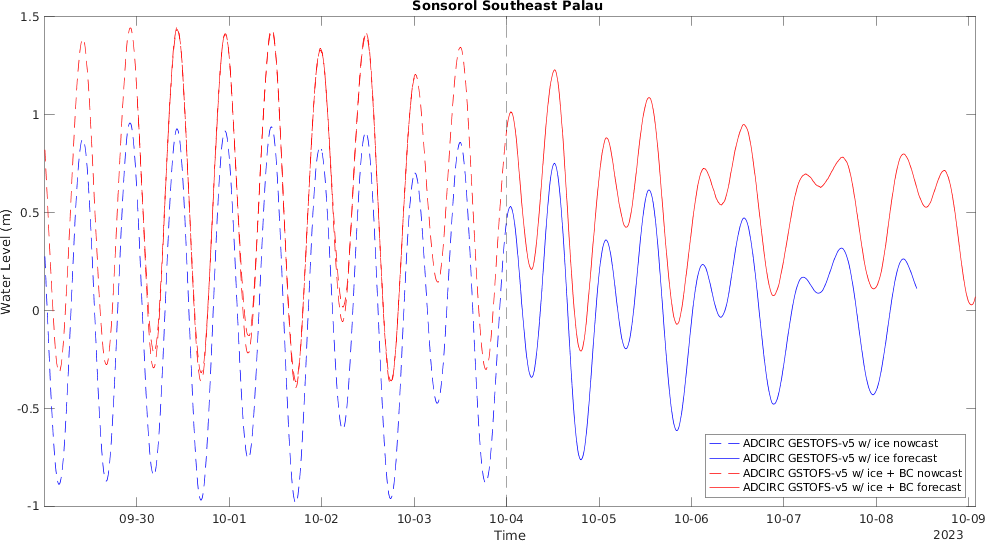 Sonsorol Southeast Palau
Water Level (m)
1.5
1
0.5
0
-0.5
-1
ADCIRC GESTOFS-v5 w/ ice nowcast
ADCIRC GESTOFS-v5 w/ ice forecast
ADCIRC GSTOFS-v5 w/ ice + BC nowcast
ADCIRC GSTOFS-v5 w/ ice + BC forecast
09-30 10-01 10-02 10-03 10-04 10-05 10-06 10-07 10-08 10-09
Time
2023